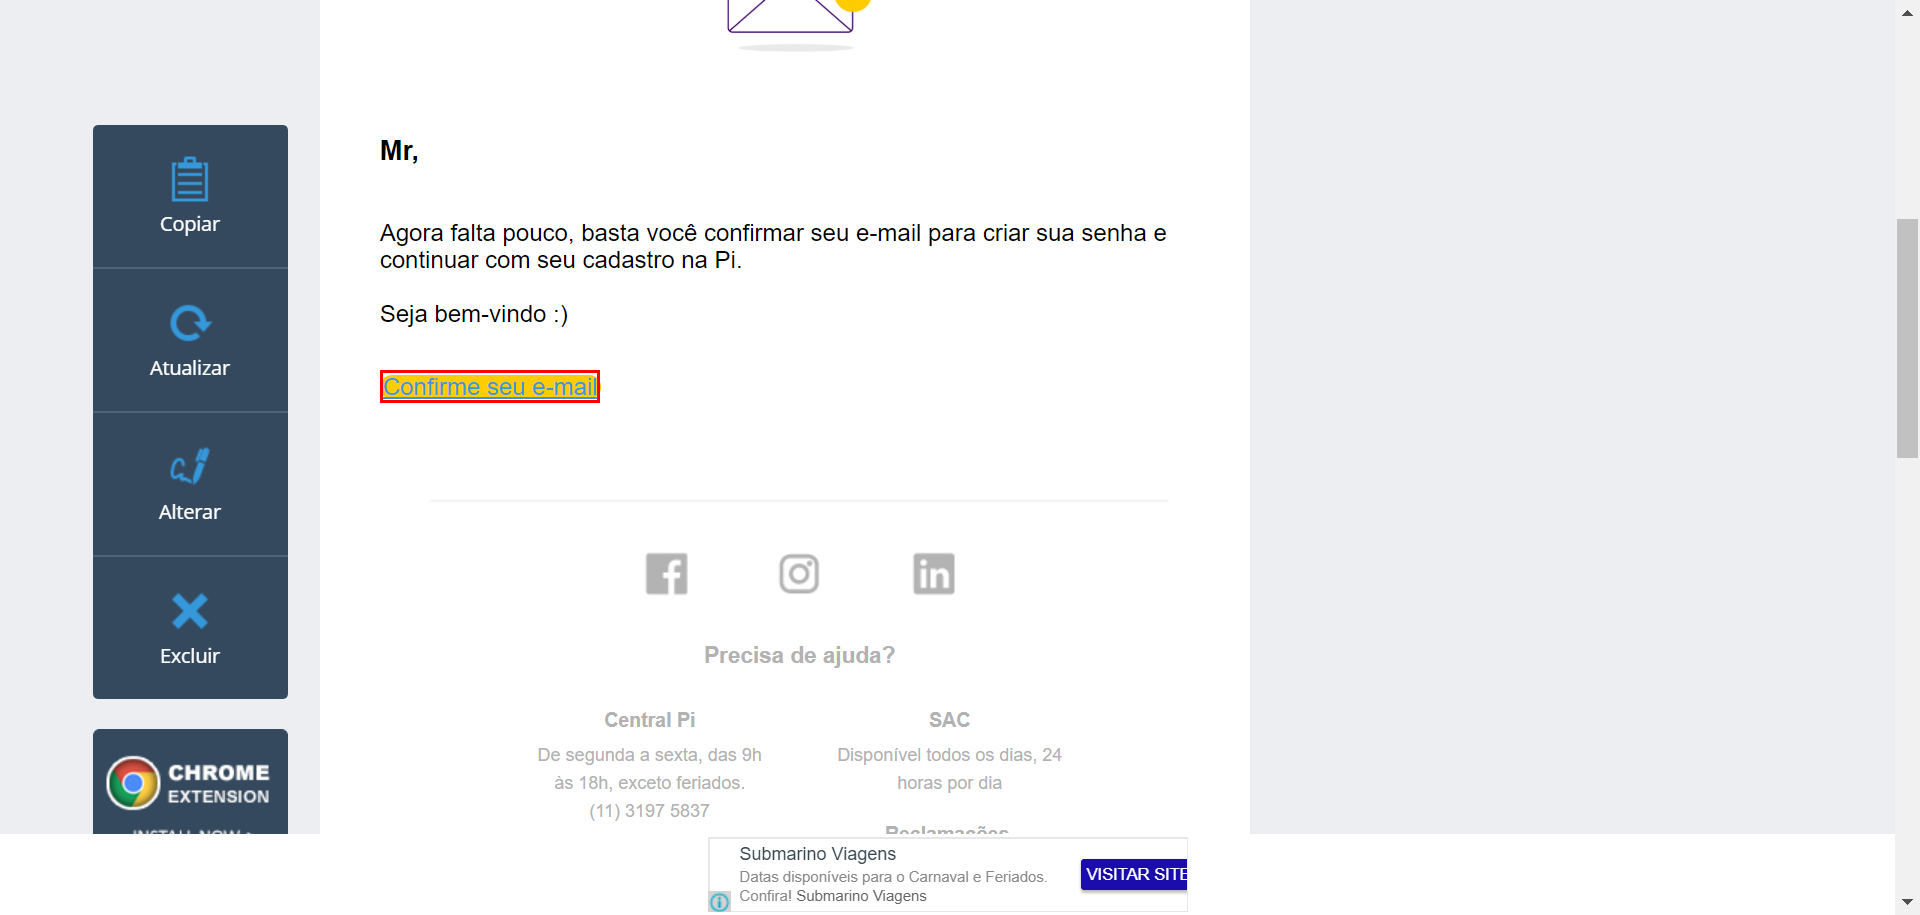 Copiar
Atualizar
Alterar
Excluir
CHROME
EXTENSION
INSTALL NOW
Mr,
Agora falta pouco, basta você confirmar seu e-mail para criar sua senha e
continuar com seu cadastro na Pi.
Seja bem-vindo :)
Confirme seu e-mail
Precisa de ajuda?
Central Pi
De segunda a sexta, das 9h
às 18h, exceto feriados.
(11) 3197 5837
SAC
Disponível todos os dias, 24
horas por dia
Reclamações
Submarino Viagens
Datas disponíveis para o Carnaval e Feriados.
Confira! Submarino Viagens
VISITAR SITE